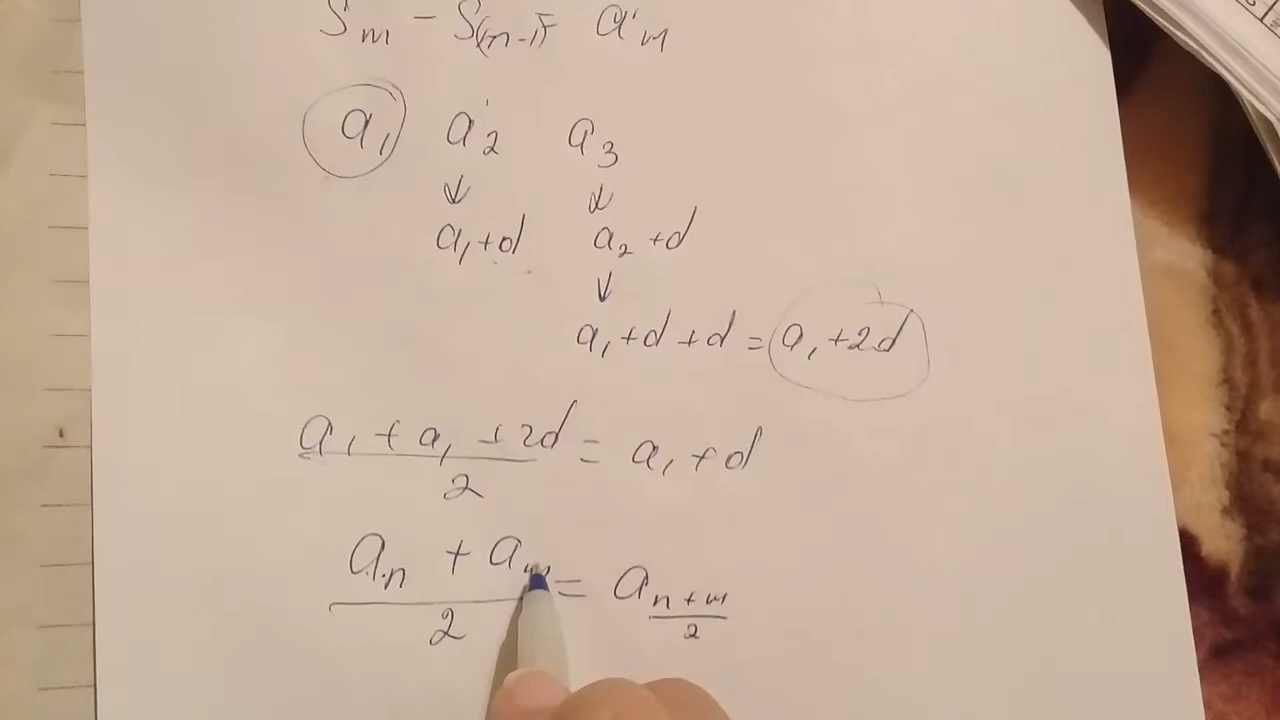 Sm - S(n-1) = an
a1 a2 a3
↓ ↓
a1+d a2+d
↓
a1+d+d = a1+2d
a1+a1+2d/2 = a1+d
an + am/2 = an+m/2